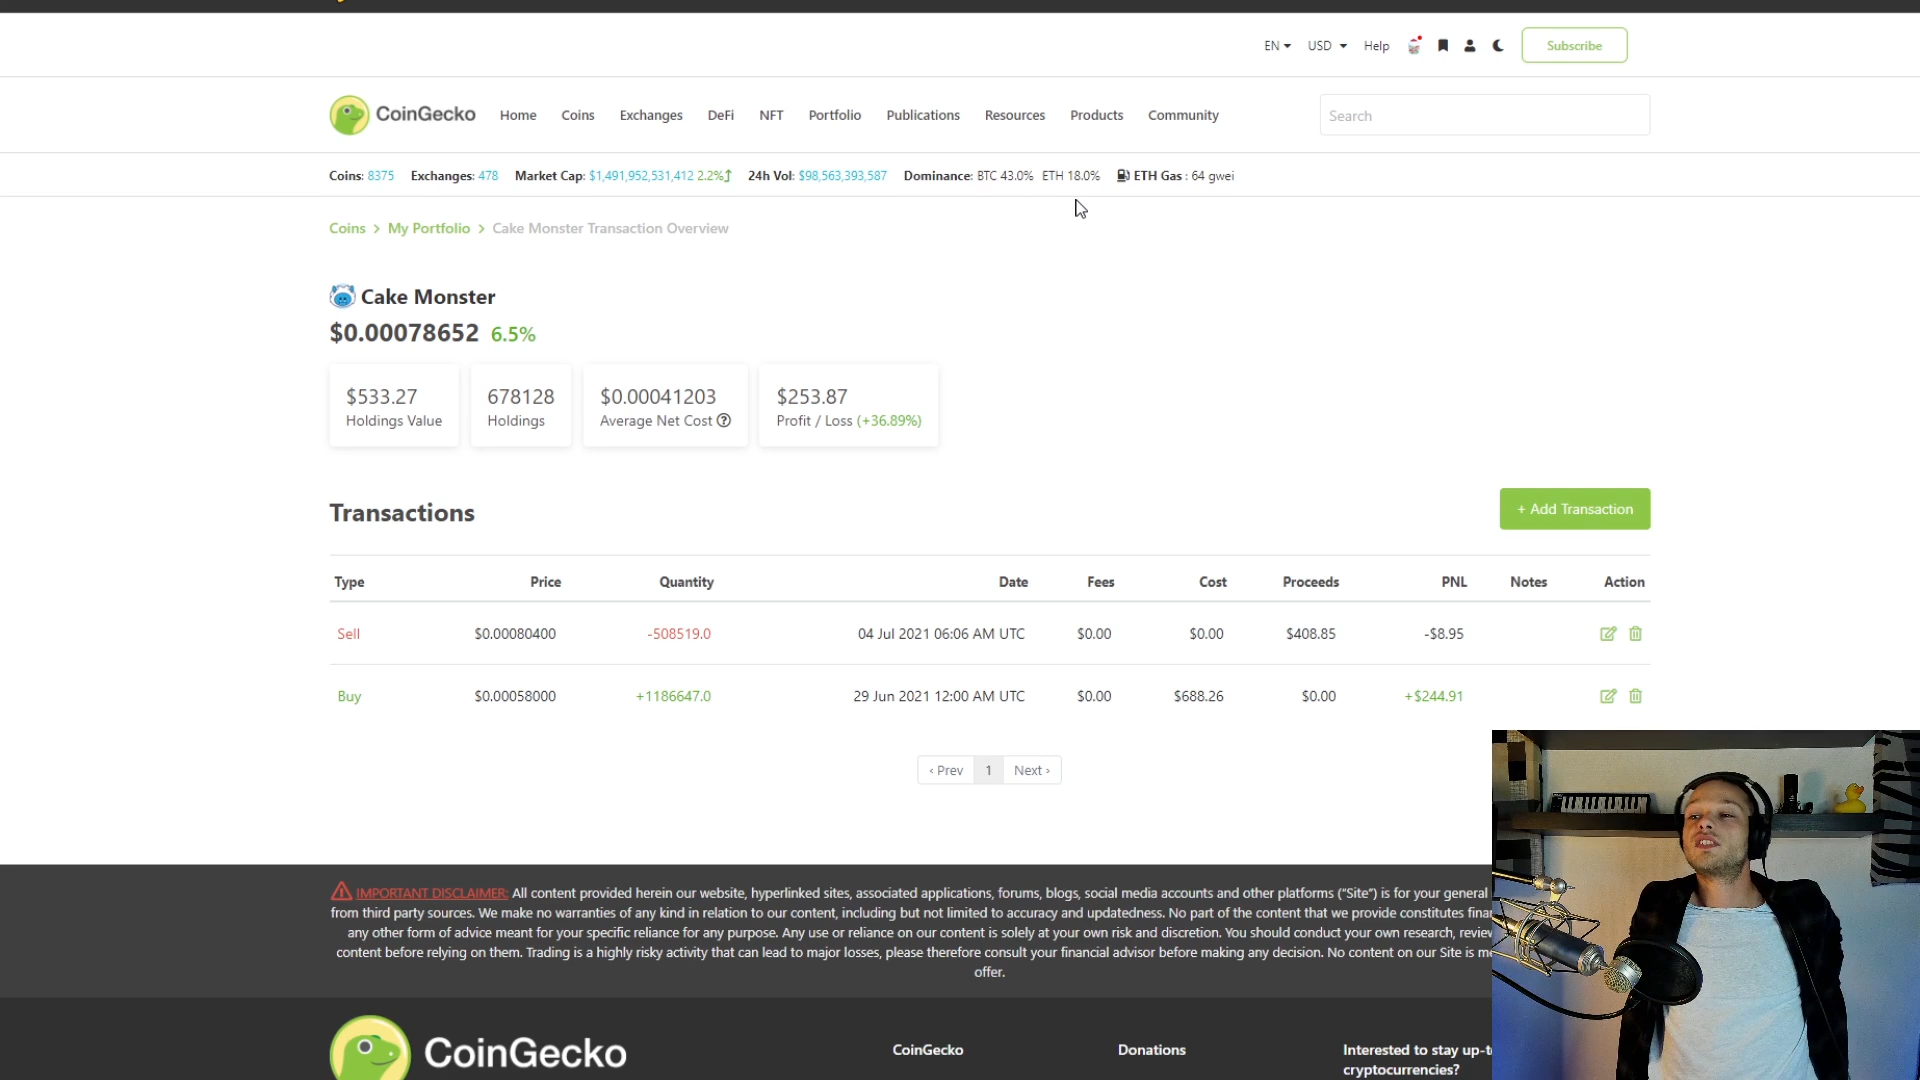 EN
USD
Help
Subscribe
CoinGecko
Home
Coins
Exchanges
DeFi
NFT
Portfolio
Publications
Resources
Products
Community
Search
Coins: 8375 Exchanges: 478 Market Cap: $1,491,952,531,412 2.2% 24h Vol: $98,563,393,587 Dominance: BTC 43.0% ETH 18.0% ETH Gas : 64 gwei
Coins > My Portfolio > Cake Monster Transaction Overview
Cake Monster
$0.00078652 6.5%
$533.27
Holdings Value
678128
Holdings
$0.00041203
Average Net Cost
$253.87
Profit / Loss (+36.89%)
Transactions
+ Add Transaction
Type Price Quantity Date Fees Cost Proceeds PNL Notes Action
Sell $0.00080400 -508519.0 04 Jul 2021 06:06 AM UTC $0.00 $0.00 $408.85 -$8.95
Buy $0.00058000 +1186647.0 29 Jun 2021 12:00 AM UTC $0.00 $688.26 $0.00 +$244.91
‹ Prev 1 Next ›
IMPORTANT DISCLAIMER: All content provided herein our website, hyperlinked sites, associated applications, forums, blogs, social media accounts and other platforms ("Site") is for your general
from third party sources. We make no warranties of any kind in relation to our content, including but not limited to accuracy and updatedness. No part of the content that we provide constitutes
any other form of advice meant for your specific reliance for any purpose. Any use or reliance on our content is solely at your own risk and discretion. You should conduct your own research,
content before relying on them. Trading is a highly risky activity that can lead to major losses, please therefore consult your financial advisor before making any decision. No content on our Site is
offer.
CoinGecko
CoinGecko
Donations
Interested to stay
cryptocurrencies?